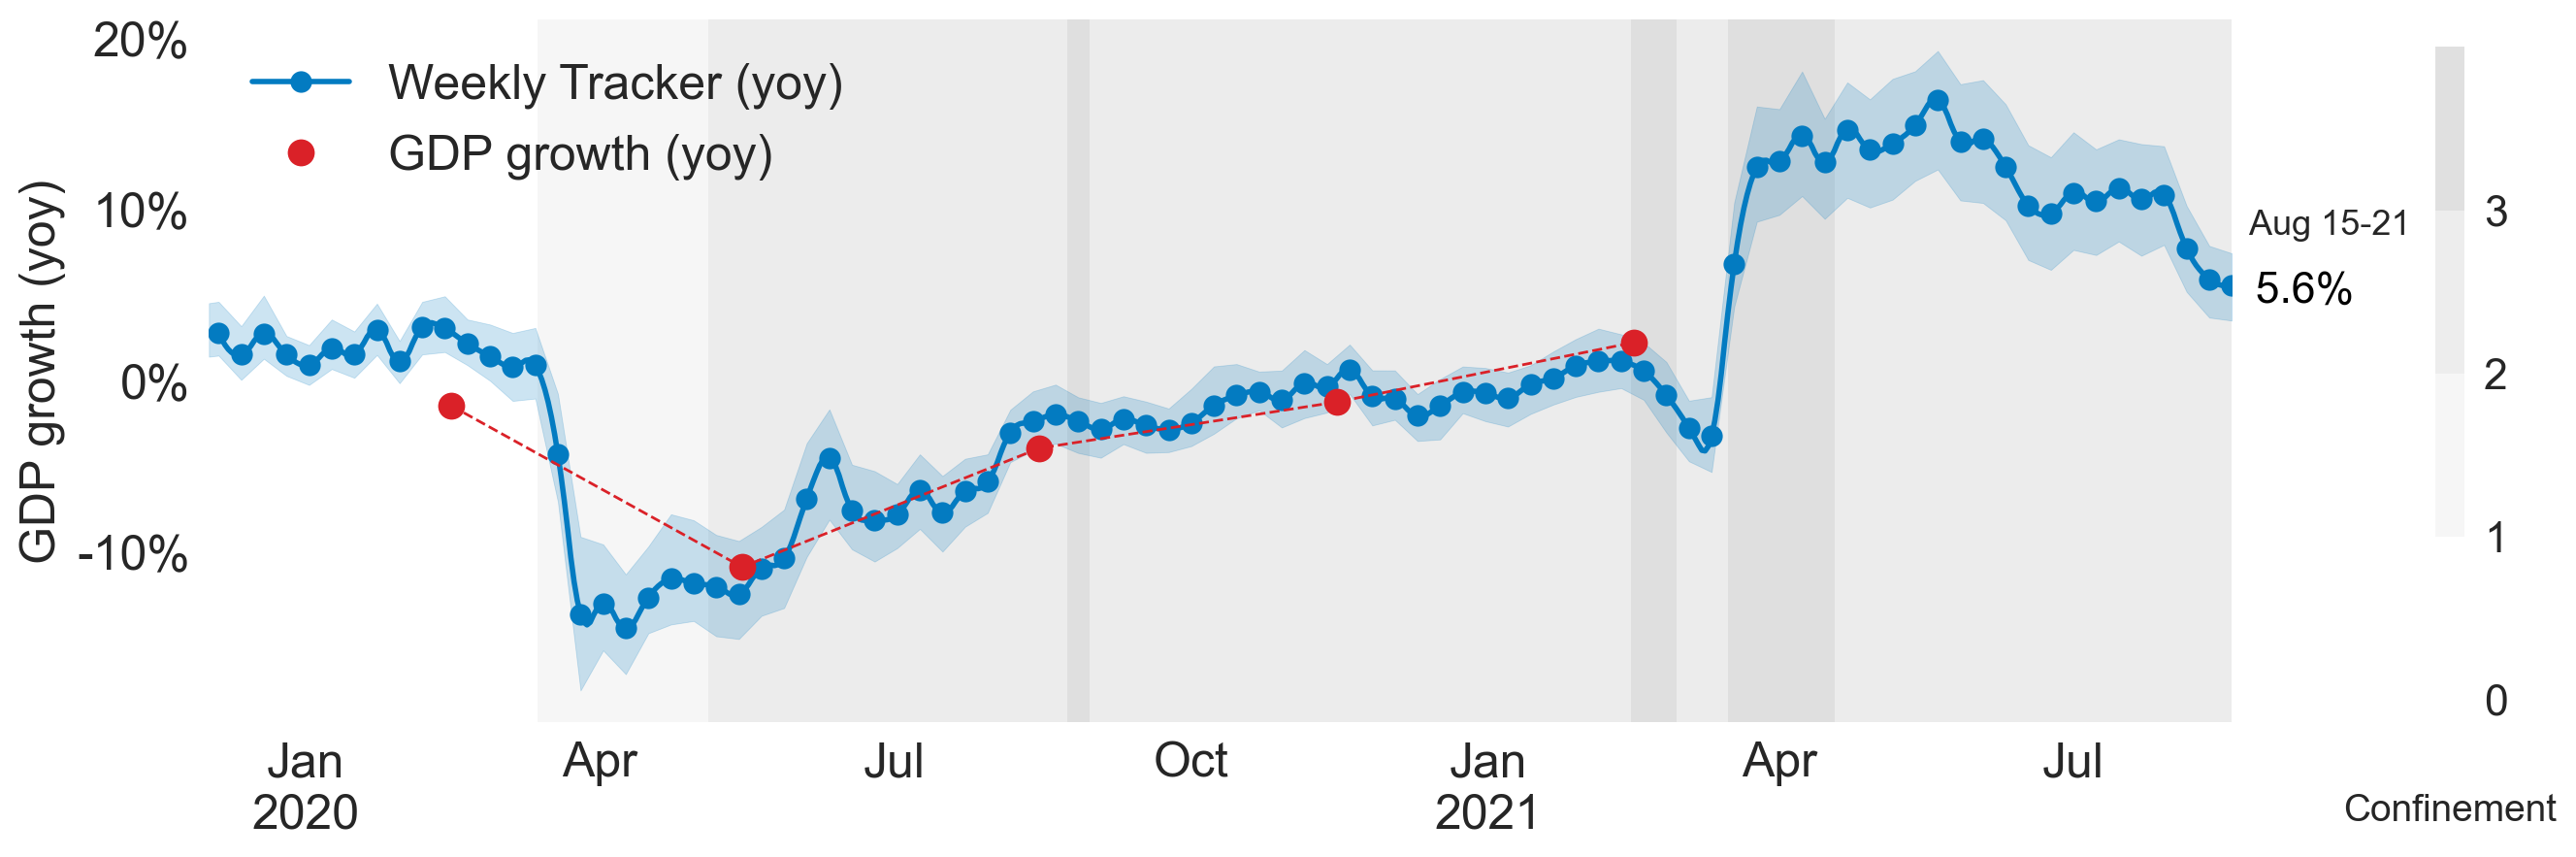 20%
10%
0%
-10%
GDP growth (yoy)
Weekly Tracker (yoy)
GDP growth (yoy)
Aug 15-21
5.6%
3
2
1
0
Confinement
Jan
2020
Apr
Jul
Oct
Jan
2021
Apr
Jul